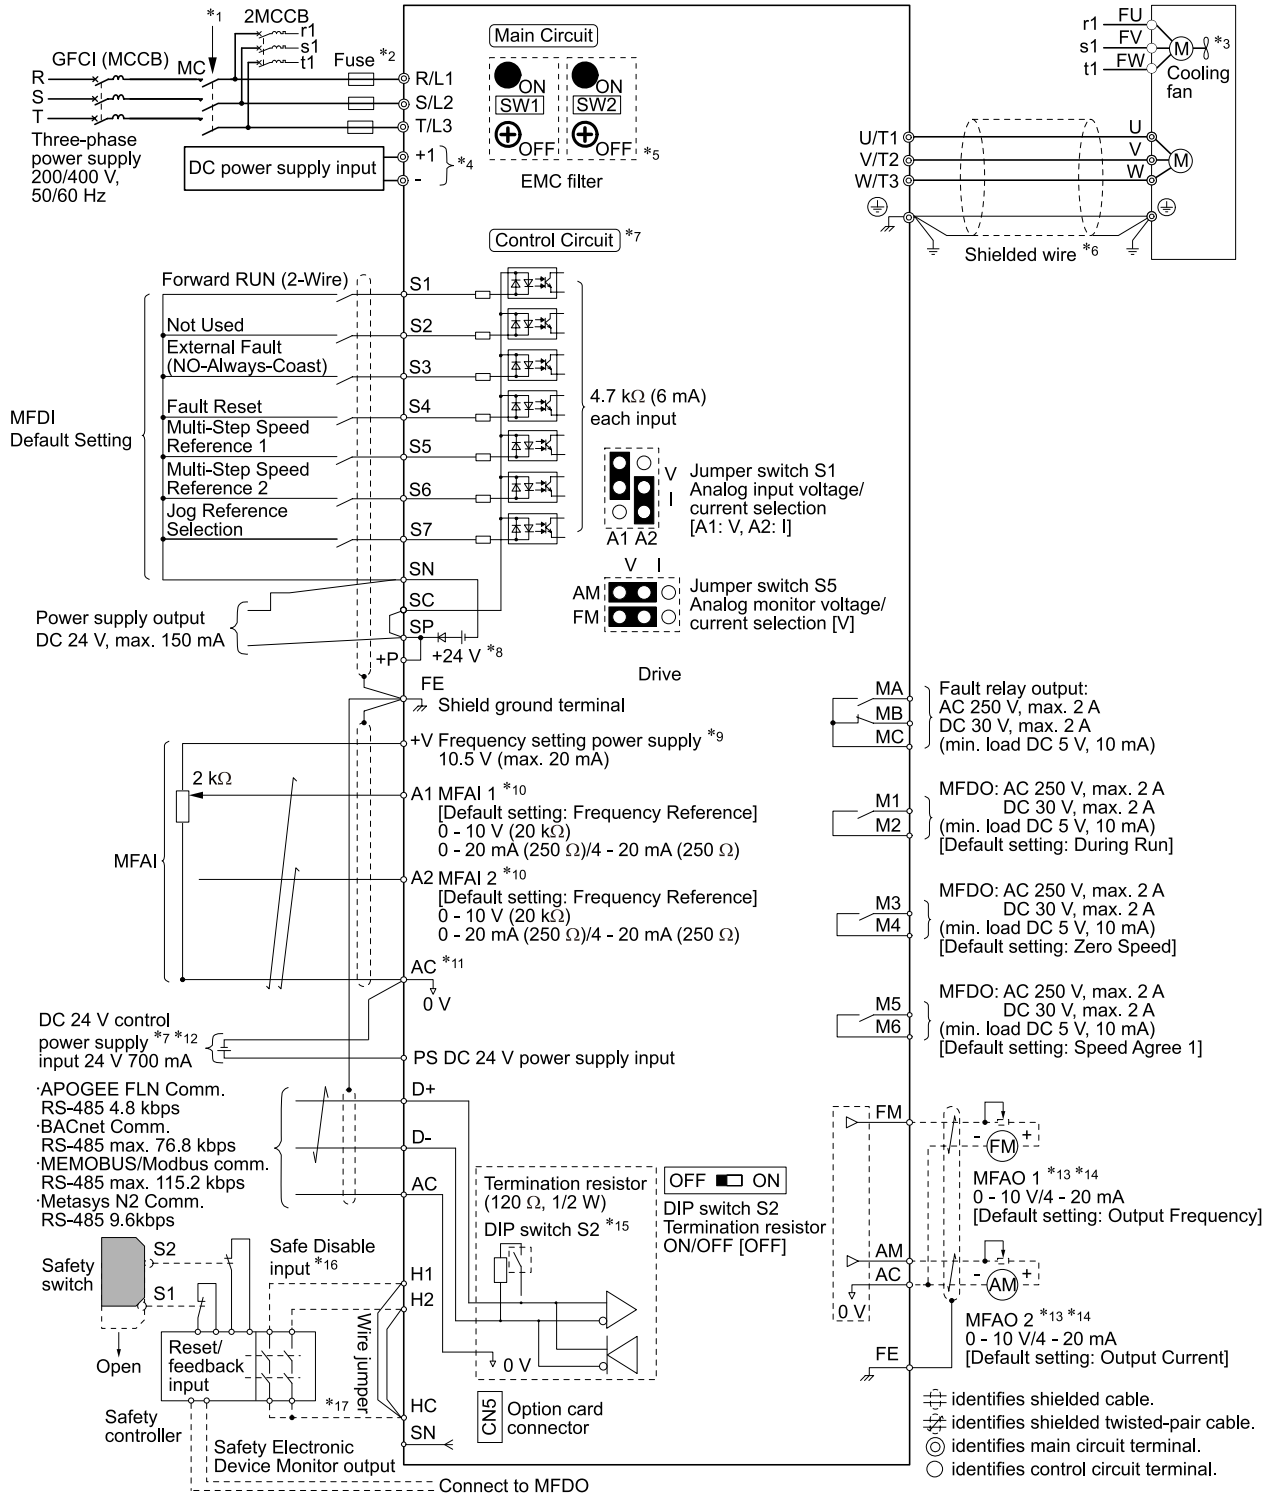 *1
2MCCB
r1
s1
t1
GFCI (MCCB)
MC
Fuse *2
R
S
T
R/L1
S/L2
T/L3
Three-phase
power supply
200/400 V,
50/60 Hz
DC power supply input
+1
-
*4
Main Circuit
ON
SW1
OFF
ON
SW2
OFF
*5
EMC filter
r1
s1
t1
FU
FV
FW
M
*3
Cooling
fan
U/T1
V/T2
W/T3
U
V
W
M
Shielded wire *6
Control Circuit *7
MFDI
Default Setting
Forward RUN (2-Wire)
S1
Not Used
S2
External Fault
(NO-Always-Coast)
S3
Fault Reset
S4
Multi-Step Speed
Reference 1
S5
Multi-Step Speed
Reference 2
S6
Jog Reference
Selection
S7
SN
SC
SP
+P
+24 V *8
4.7 kΩ (6 mA)
each input
V
I
A1 A2
Jumper switch S1
Analog input voltage/
current selection
[A1: V, A2: I]
V I
AM
FM
Jumper switch S5
Analog monitor voltage/
current selection [V]
Power supply output
DC 24 V, max. 150 mA
Drive
FE
Shield ground terminal
MFAI
2 kΩ
+V Frequency setting power supply *9
10.5 V (max. 20 mA)
A1 MFAI 1 *10
[Default setting: Frequency Reference]
0 - 10 V (20 kΩ)
0 - 20 mA (250 Ω)/4 - 20 mA (250 Ω)
A2 MFAI 2 *10
[Default setting: Frequency Reference]
0 - 10 V (20 kΩ)
0 - 20 mA (250 Ω)/4 - 20 mA (250 Ω)
AC *11
0 V
MA
MB
MC
Fault relay output:
AC 250 V, max. 2 A
DC 30 V, max. 2 A
(min. load DC 5 V, 10 mA)
M1
M2
MFDO: AC 250 V, max. 2 A
DC 30 V, max. 2 A
(min. load DC 5 V, 10 mA)
[Default setting: During Run]
M3
M4
MFDO: AC 250 V, max. 2 A
DC 30 V, max. 2 A
(min. load DC 5 V, 10 mA)
[Default setting: Zero Speed]
M5
M6
MFDO: AC 250 V, max. 2 A
DC 30 V, max. 2 A
(min. load DC 5 V, 10 mA)
[Default setting: Speed Agree 1]
DC 24 V control
power supply *7 *12
input 24 V 700 mA
PS DC 24 V power supply input
·APOGEE FLN Comm.
RS-485 4.8 kbps
·BACnet Comm.
RS-485 max. 76.8 kbps
·MEMOBUS/Modbus comm.
RS-485 max. 115.2 kbps
·Metasys N2 Comm.
RS-485 9.6kbps
D+
D-
AC
Termination resistor
(120 Ω, 1/2 W)
DIP switch S2 *15
0 V
OFF ON
DIP switch S2
Termination resistor
ON/OFF [OFF]
FM
- +
FM
MFAO 1 *13 *14
0 - 10 V/4 - 20 mA
[Default setting: Output Frequency]
AM
AC
0 V
- +
AM
MFAO 2 *13 *14
0 - 10 V/4 - 20 mA
[Default setting: Output Current]
FE
Safety
switch
S2
S1
Open
Safe Disable
input *16
H1
H2
Wire jumper
Reset/
feedback
input
*17
HC
SN
Safety
controller
Safety Electronic
Device Monitor output
Connect to MFDO
CN5
Option card
connector
identifies shielded cable.
identifies shielded twisted-pair cable.
identifies main circuit terminal.
identifies control circuit terminal.